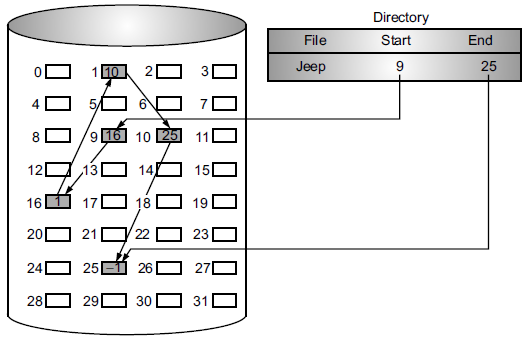 Directory
File Start End
Jeep 9 25
0 1 10 2 3
4 5 6 7
8 9 16 10 25 11
12 13 14 15
16 1 17 18 19
20 21 22 23
24 25 –1 26 27
28 29 30 31